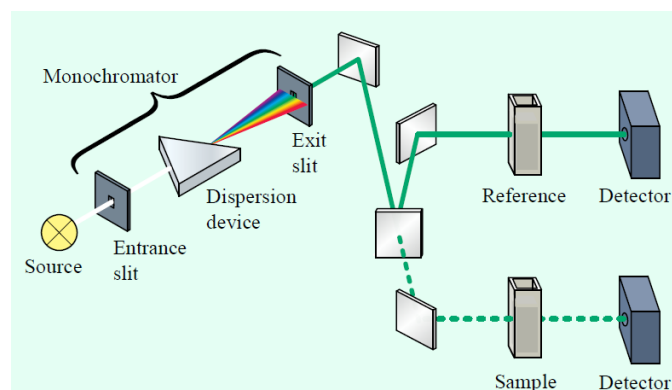 Monochromator
Exit
slit
Dispersion
device
Entrance
slit
Source
Reference
Detector
Sample
Detector